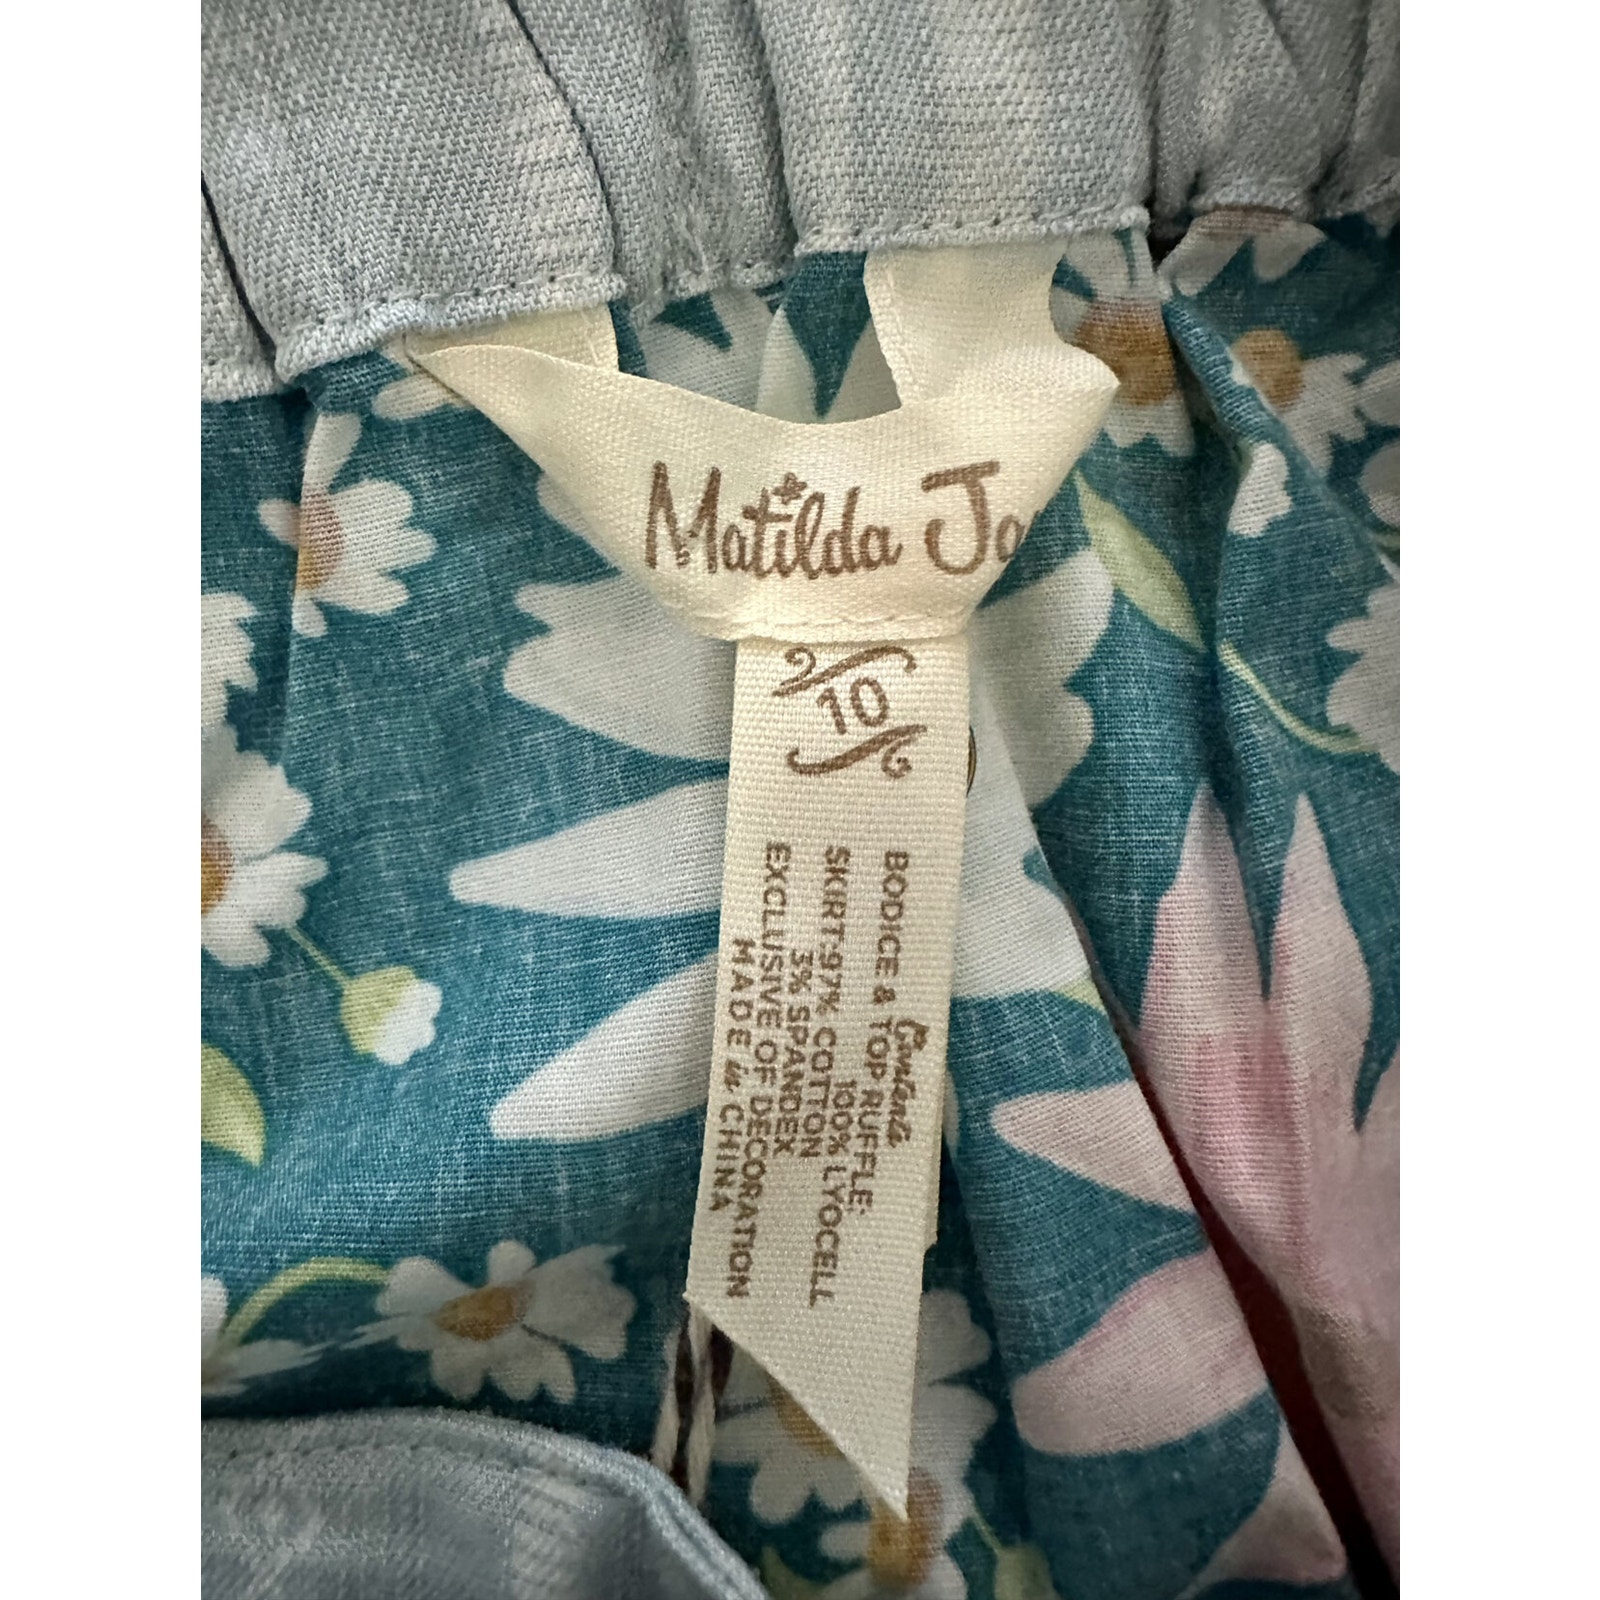 Matilda Ja
10
Contents
BODICE & TOP RUFFLE:
100% LYOCELL
SKIRT:97% COTTON
3% SPANDEX
EXCLUSIVE OF DECORATION
MADE in CHINA